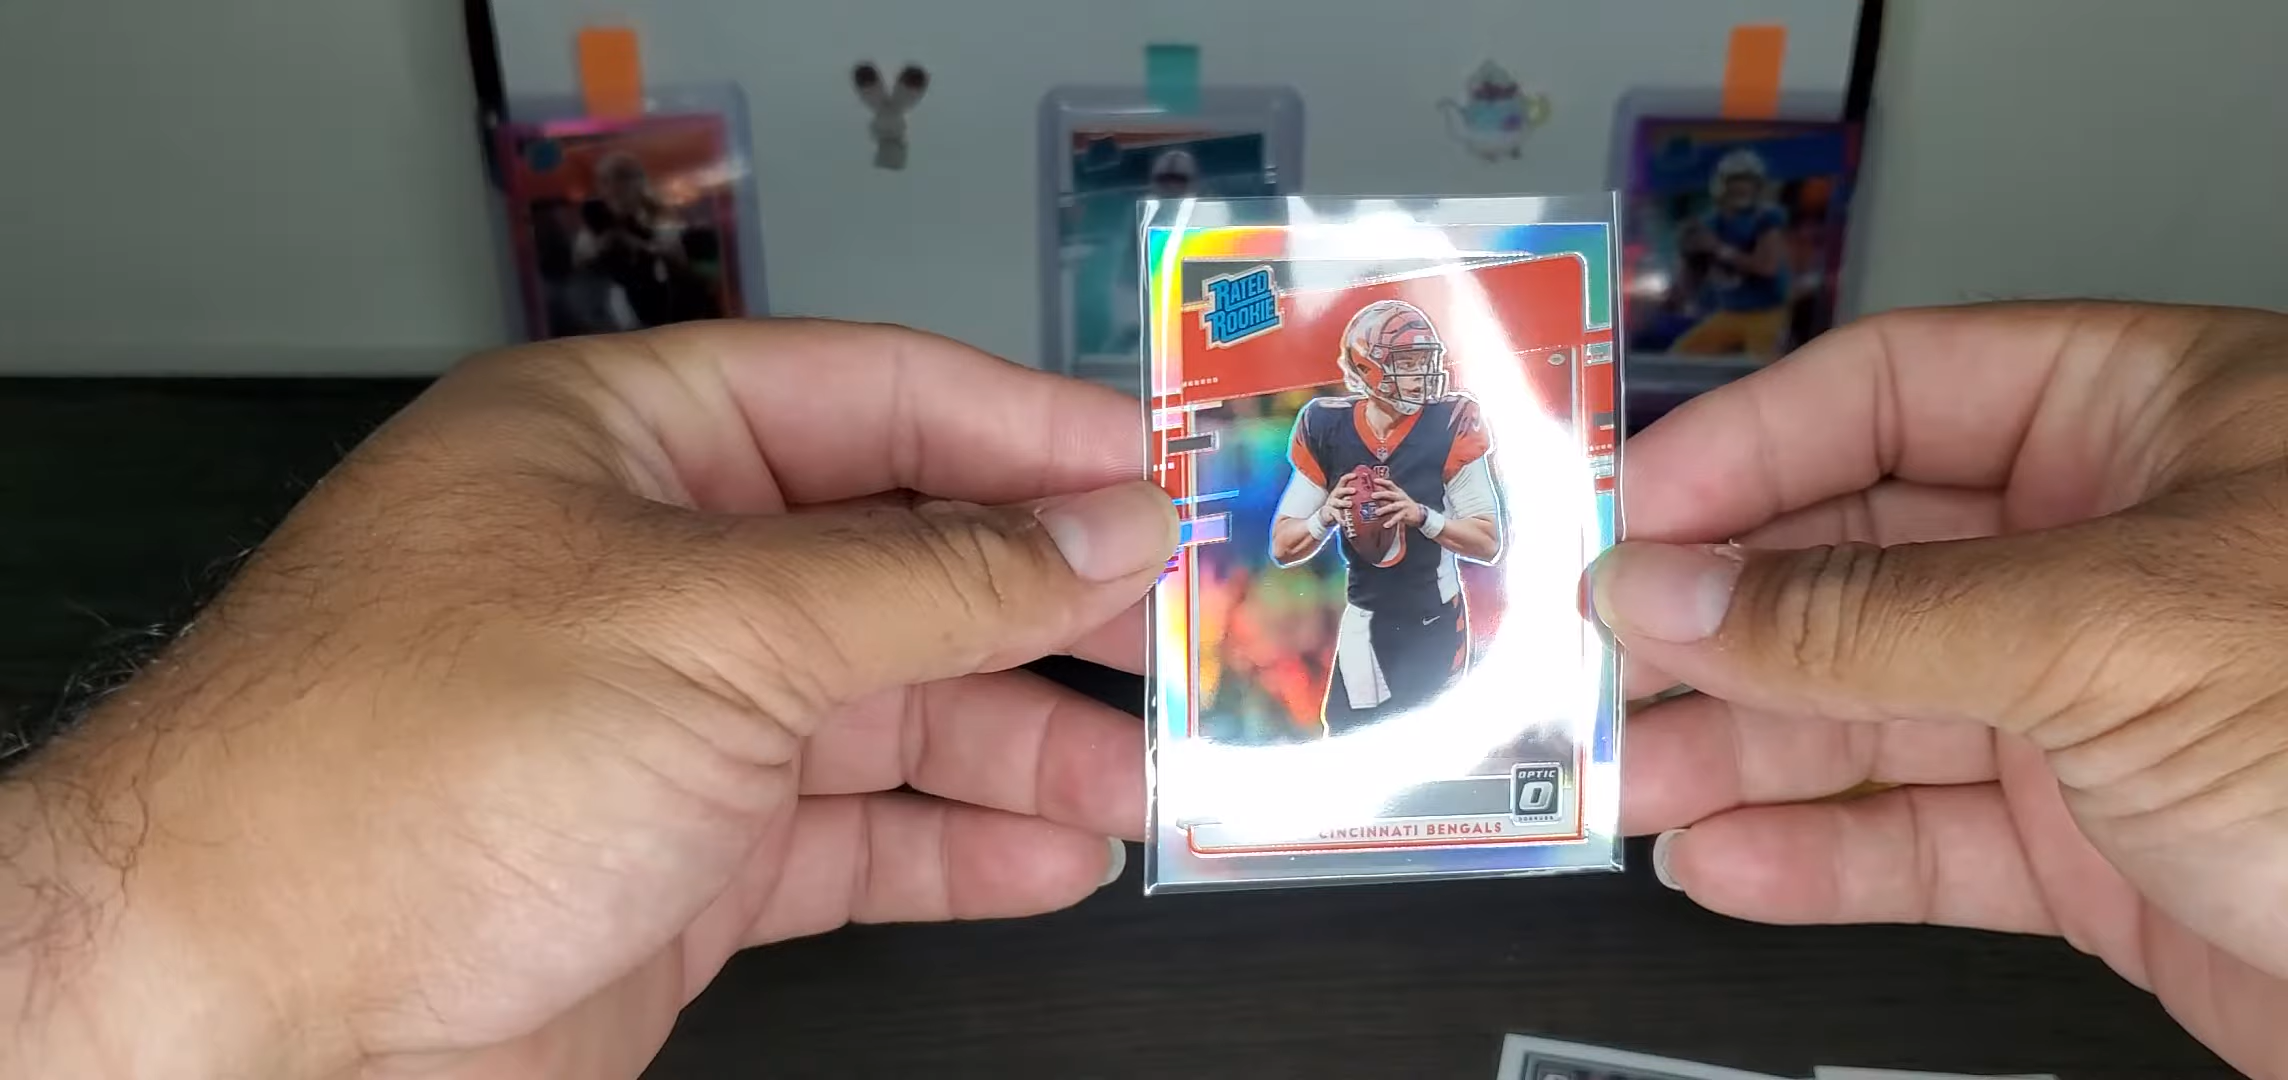 RATED
ROOKIE
OPTIC
O
DONRUSS
CINCINNATI BENGALS